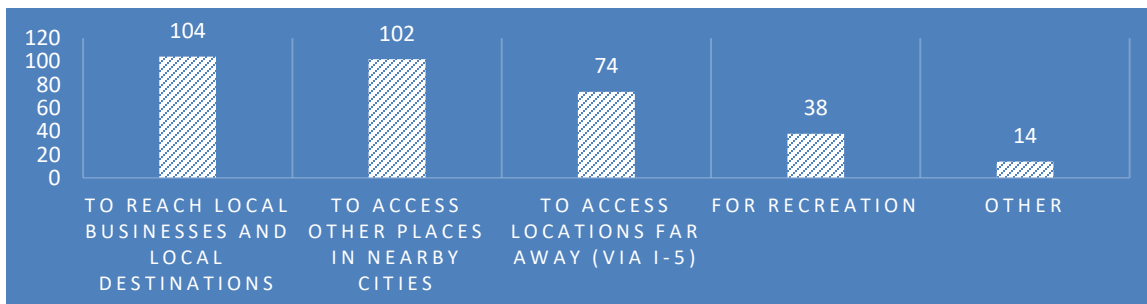 104
102
74
38
14
120
100
80
60
40
20
0
TO REACH LOCAL
BUSINESSES AND
LOCAL
DESTINATIONS
TO ACCESS
OTHER PLACES
IN NEARBY
CITIES
TO ACCESS
LOCATIONS FAR
AWAY (VIA I-5)
FOR RECREATION
OTHER